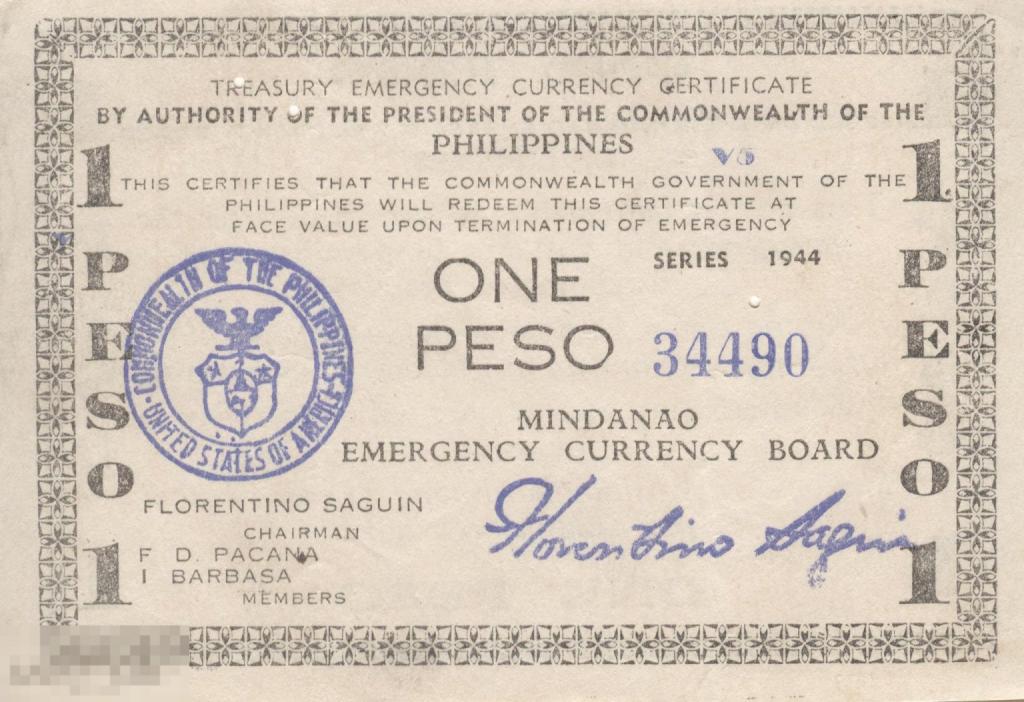 TREASURY EMERGENCY CURRENCY CERTIFICATE
BY AUTHORITY OF THE PRESIDENT OF THE COMMONWEALTH OF THE
PHILIPPINES
V5
THIS CERTIFIES THAT THE COMMONWEALTH GOVERNMENT OF THE
PHILIPPINES WILL REDEEM THIS CERTIFICATE AT
FACE VALUE UPON TERMINATION OF EMERGENCY
1 PESO 1
COMMONWEALTH OF THE PHILIPPINES
UNITED STATES OF AMERICA
ONE
PESO
SERIES 1944
34490
MINDANAO
EMERGENCY CURRENCY BOARD
FLORENTINO SAGUIN
CHAIRMAN
F D. PACANA
I BARBASA
MEMBERS
Florentino Saguin
1 PESO 1